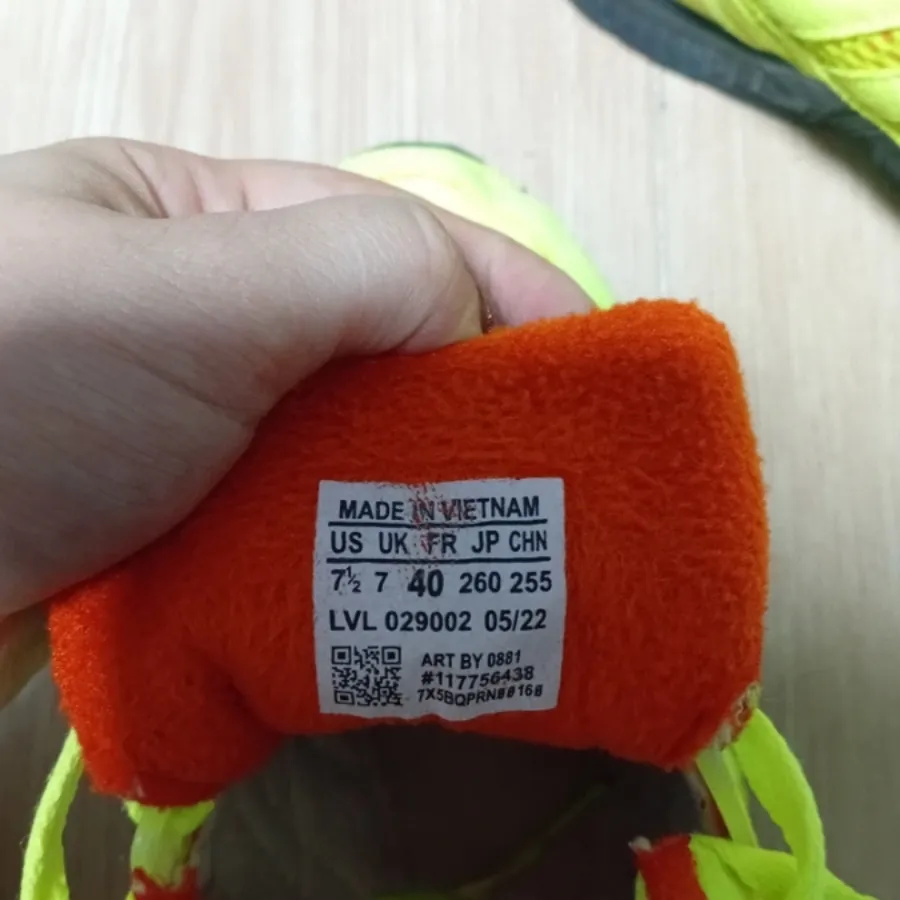 MADE IN VIETNAM
US UK FR JP CHN
7½ 7 40 260 255
LVL 029002 05/22
ART BY 0881
#117756438
7X5BQPRN88168